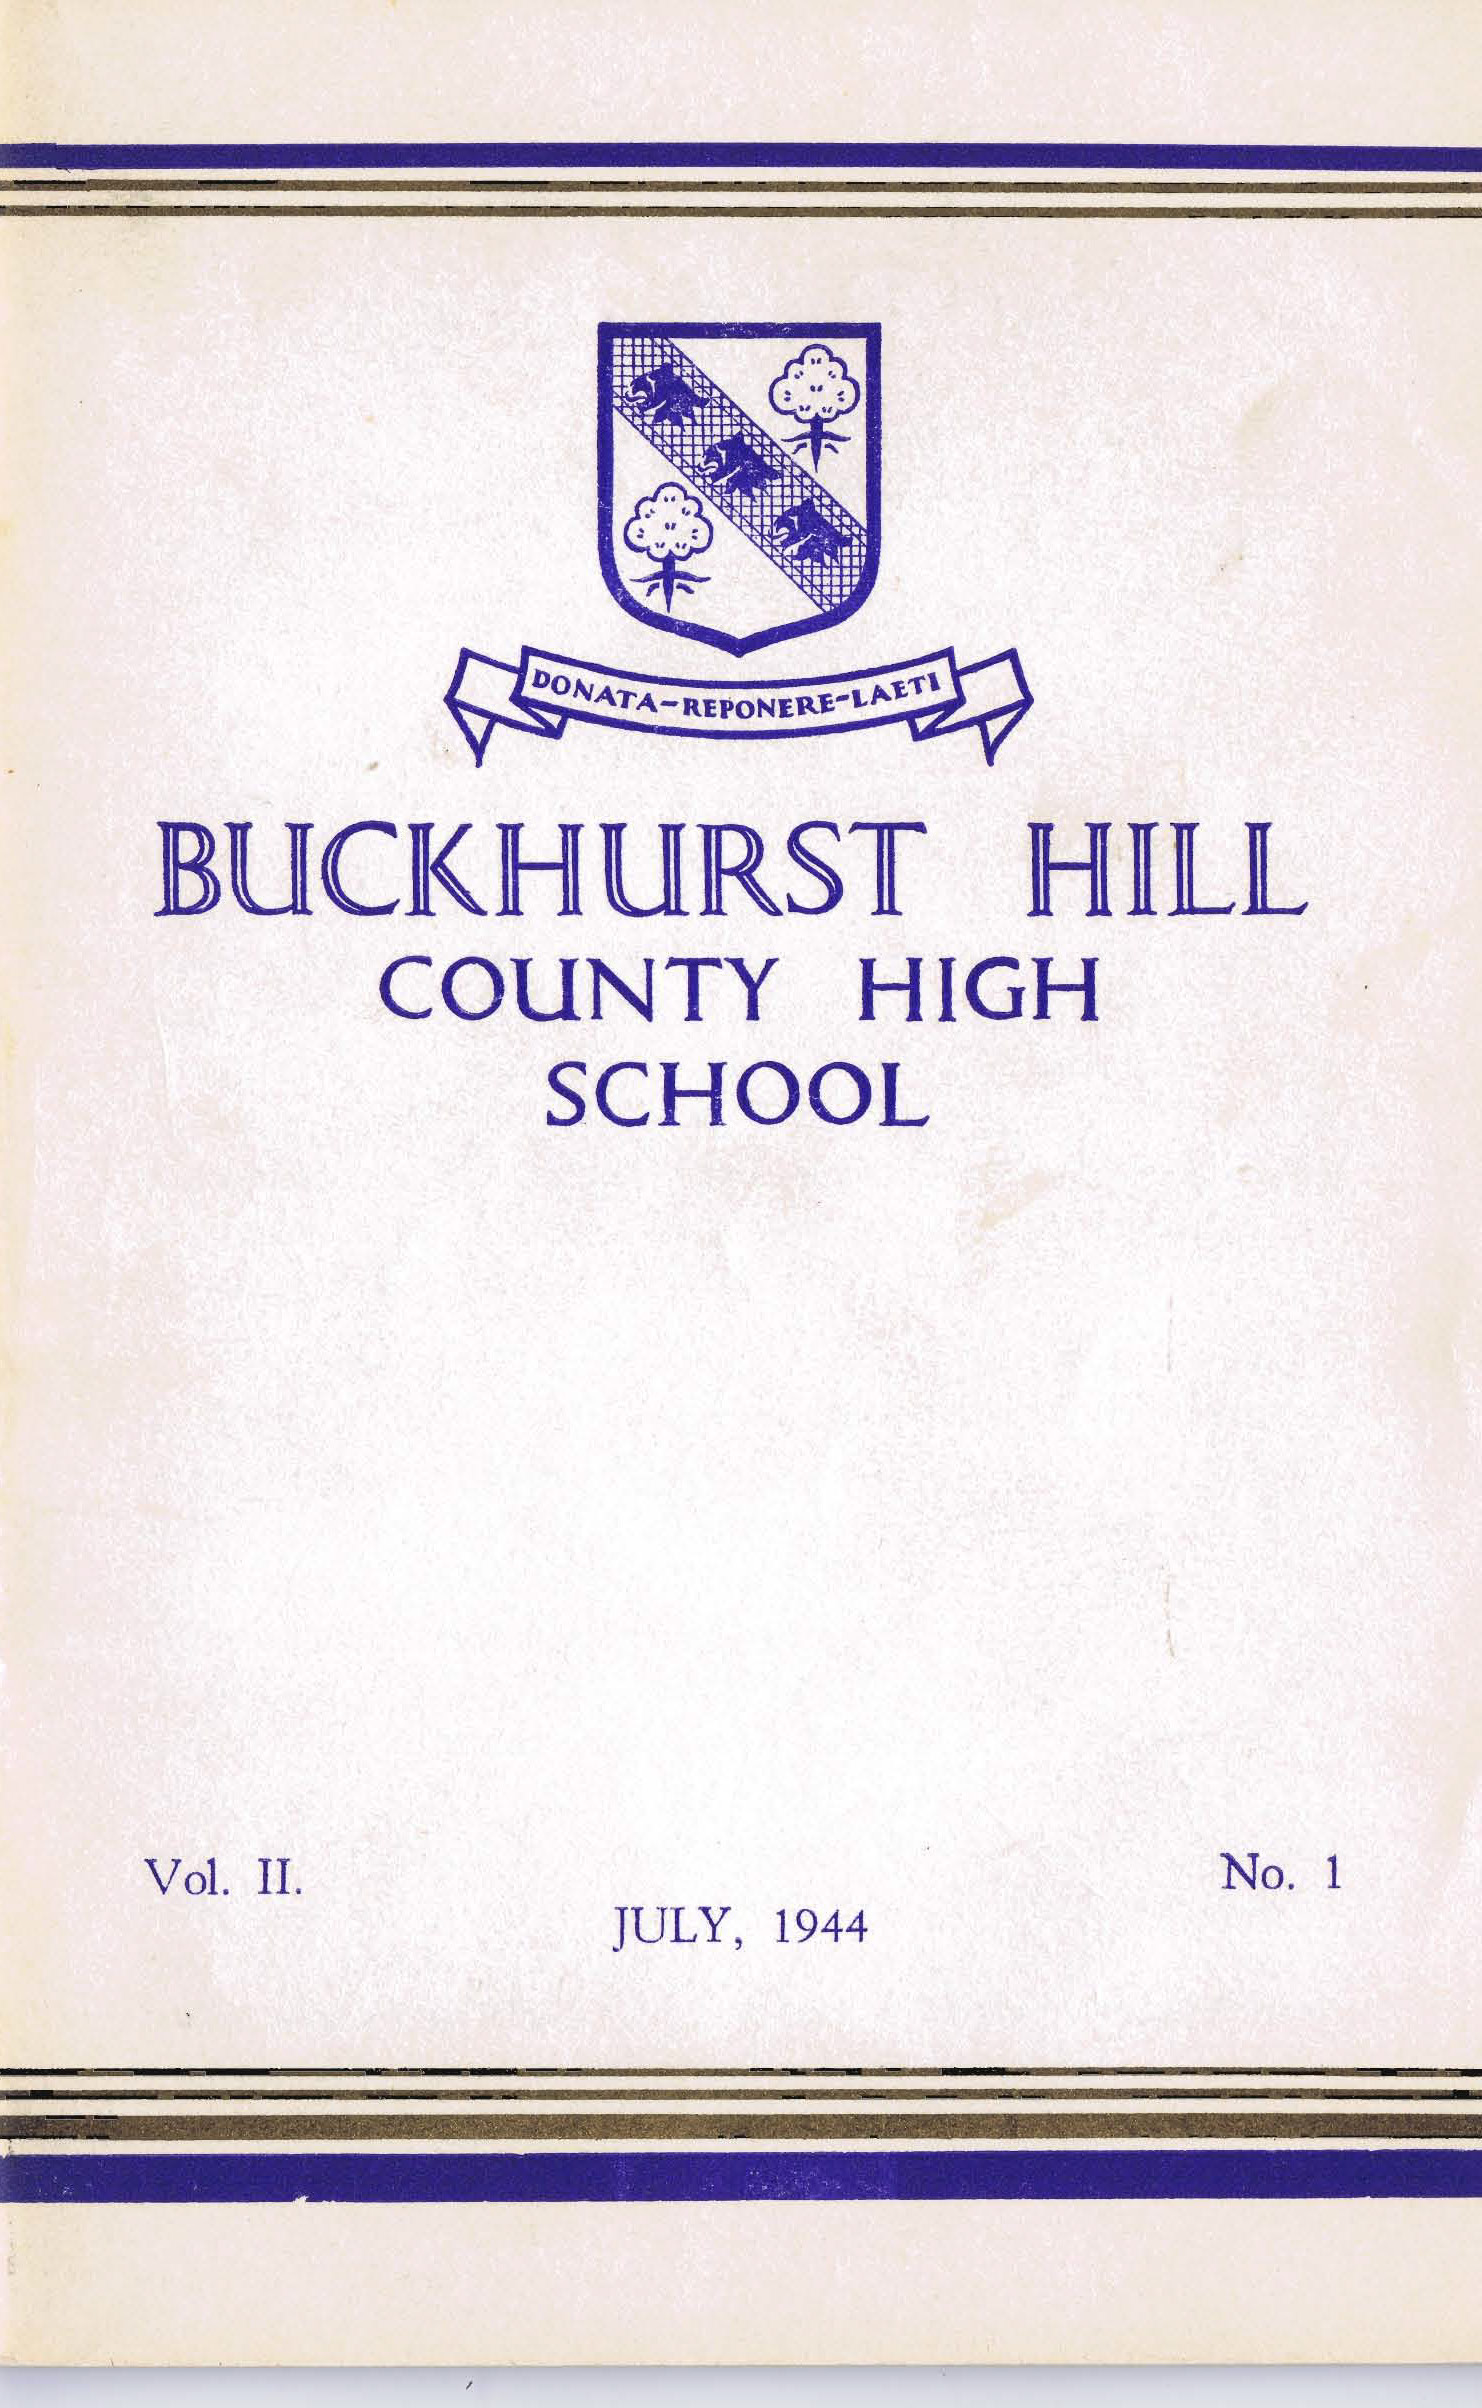 DONATA-REPONERE-LAETI
BUCKHURST HILL
COUNTY HIGH
SCHOOL
Vol. II.
No. 1
JULY, 1944